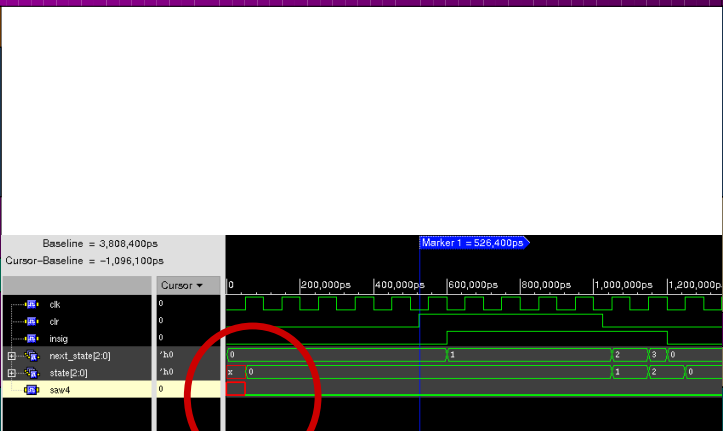 Baseline = 3,808,400ps
Cursor-Baseline = -1,096,100ps
Marker 1 = 526,400ps
Cursor
0 200,000ps 400,000ps 600,000ps 800,000ps 1,000,000ps 1,200,000ps
clk 0
clr 0
insig 0
next_state[2:0] 'h0 0 1 2 3 0
state[2:0] 'h0 x 0 1 2 0
saw4 0